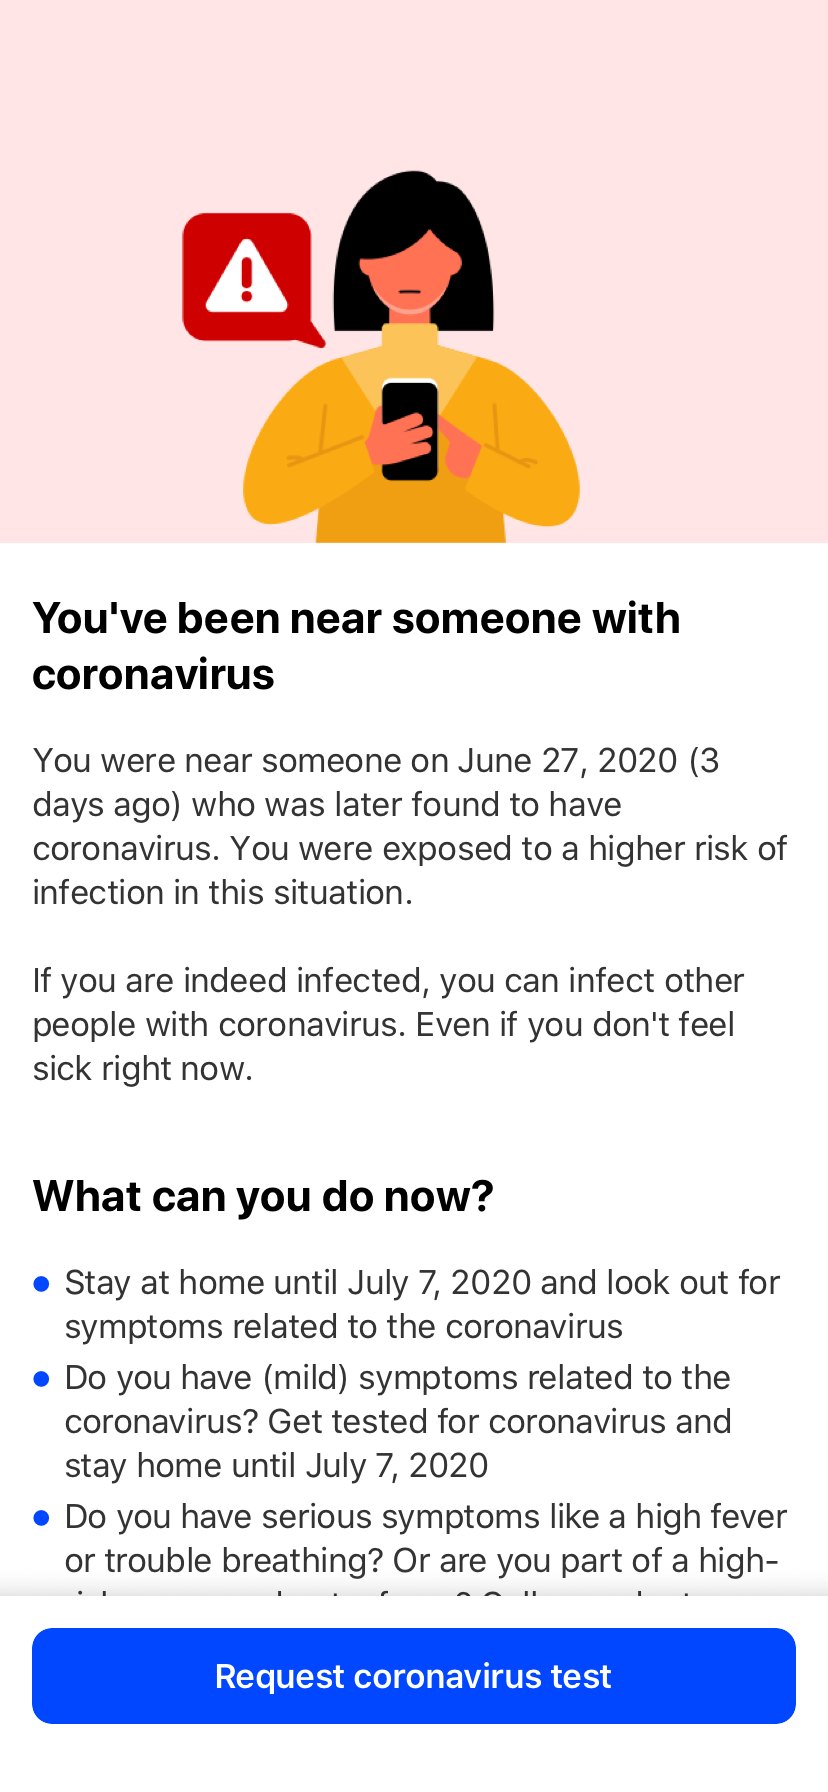 You've been near someone with
coronavirus
You were near someone on June 27, 2020 (3
days ago) who was later found to have
coronavirus. You were exposed to a higher risk of
infection in this situation.
If you are indeed infected, you can infect other
people with coronavirus. Even if you don't feel
sick right now.
What can you do now?
Stay at home until July 7, 2020 and look out for
symptoms related to the coronavirus
Do you have (mild) symptoms related to the
coronavirus? Get tested for coronavirus and
stay home until July 7, 2020
Do you have serious symptoms like a high fever
or trouble breathing? Or are you part of a high-
Request coronavirus test